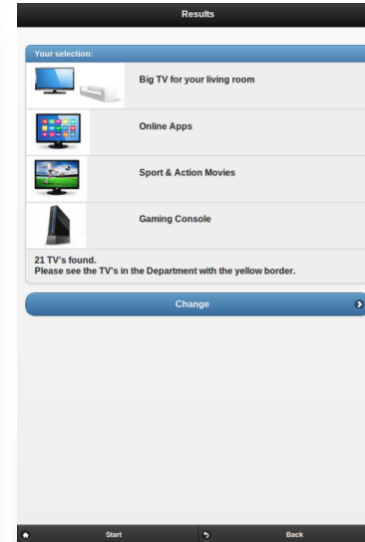 Results
Your selection:
Big TV for your living room
Online Apps
Sport & Action Movies
Gaming Console
21 TV's found.
Please see the TV's in the Department with the yellow border.
Change
Start
Back